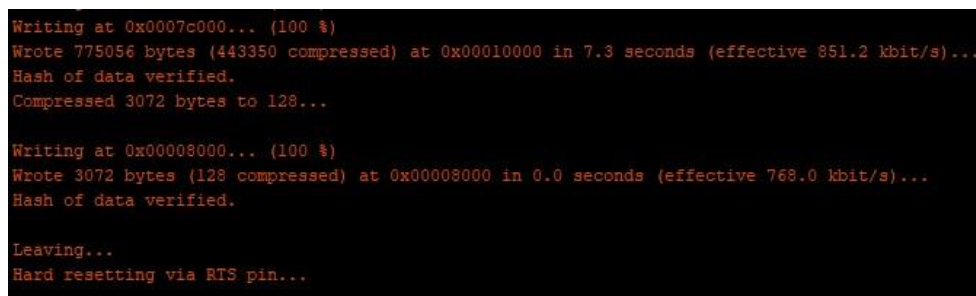 Writing at 0x0007c000... (100 %)
Wrote 775056 bytes (443350 compressed) at 0x00010000 in 7.3 seconds (effective 851.2 kbit/s)...
Hash of data verified.
Compressed 3072 bytes to 128...
Writing at 0x00008000... (100 %)
Wrote 3072 bytes (128 compressed) at 0x00008000 in 0.0 seconds (effective 768.0 kbit/s)...
Hash of data verified.
Leaving...
Hard resetting via RTS pin...